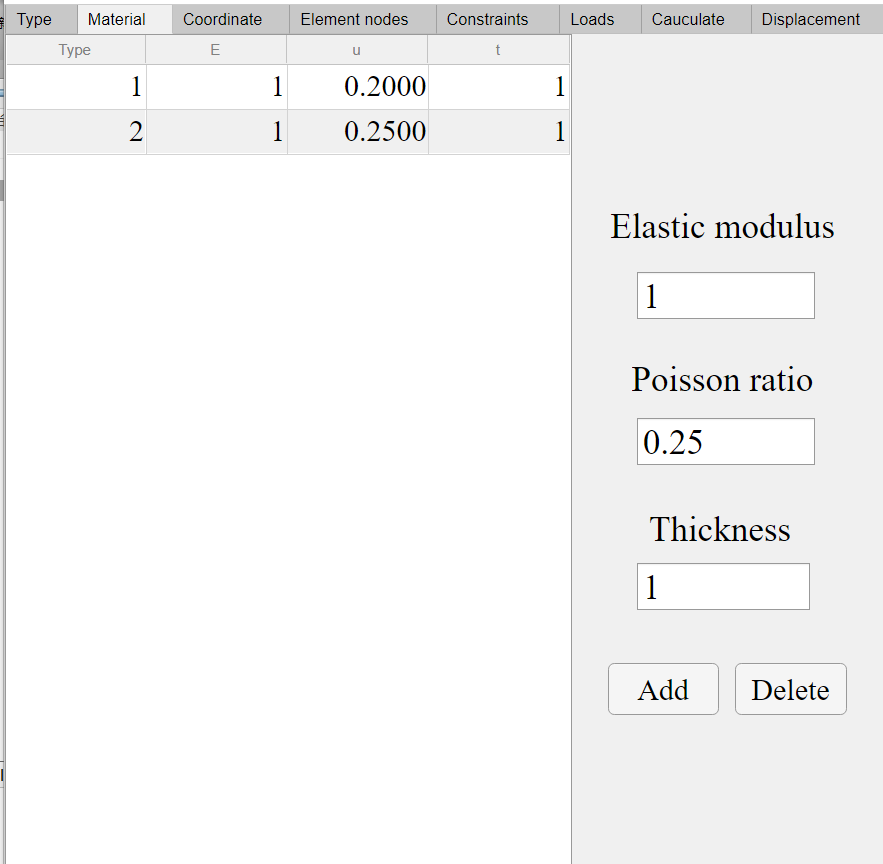 Type Material Coordinate Element nodes Constraints Loads Cauculate Displacement
Type E u t
1 1 0.2000 1
2 1 0.2500 1
Elastic modulus
1
Poisson ratio
0.25
Thickness
1
Add Delete